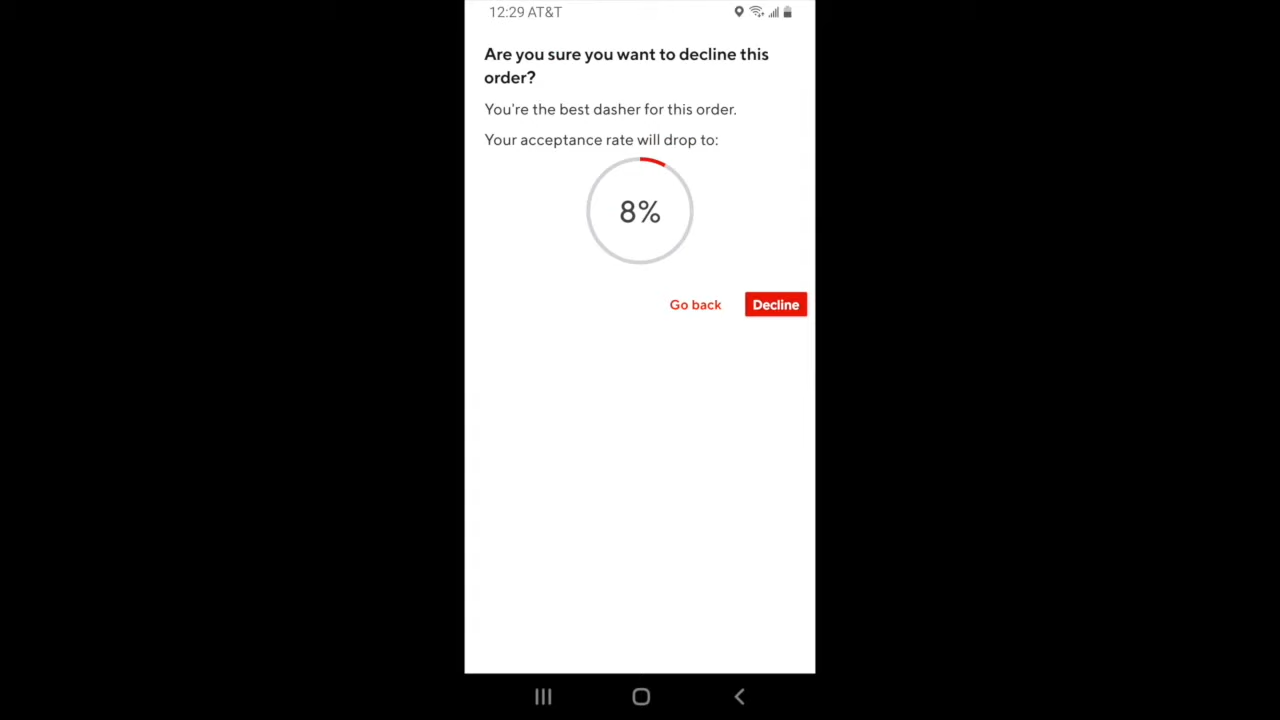 12:29 AT&T
Are you sure you want to decline this
order?
You're the best dasher for this order.
Your acceptance rate will drop to:
8%
Go back Decline